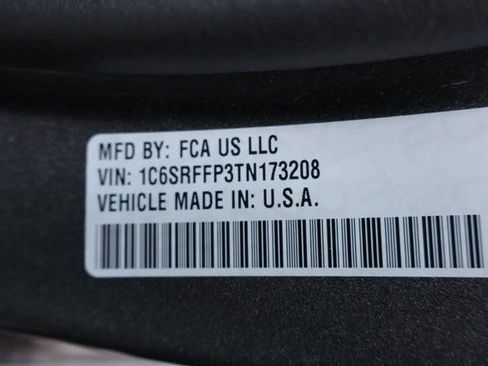 MFD BY: FCA US LLC
VIN: 1C6SRFFP3TN173208
VEHICLE MADE IN: U.S.A.